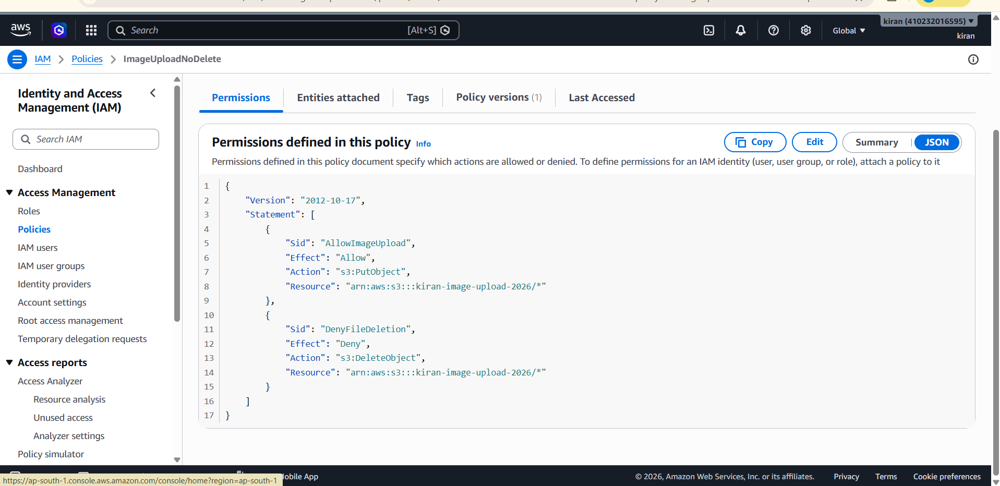 aws
Search
[Alt+S]
Global
kiran (410232016595)
kiran
IAM
Policies
ImageUploadNoDelete
Identity and Access
Management (IAM)
Search IAM
Dashboard
Access Management
Roles
Policies
IAM users
IAM user groups
Identity providers
Account settings
Root access management
Temporary delegation requests
Access reports
Access Analyzer
Resource analysis
Unused access
Analyzer settings
Policy simulator
Permissions
Entities attached
Tags
Policy versions (1)
Last Accessed
Permissions defined in this policy Info
Copy
Edit
Summary
JSON
Permissions defined in this policy document specify which actions are allowed or denied. To define permissions for an IAM identity (user, user group, or role), attach a policy to it
1 {
2 "Version": "2012-10-17",
3 "Statement": [
4 {
5 "Sid": "AllowImageUpload",
6 "Effect": "Allow",
7 "Action": "s3:PutObject",
8 "Resource": "arn:aws:s3:::kiran-image-upload-2026/*"
9 },
10 {
11 "Sid": "DenyFileDeletion",
12 "Effect": "Deny",
13 "Action": "s3:DeleteObject",
14 "Resource": "arn:aws:s3:::kiran-image-upload-2026/*"
15 }
16 ]
17 }
https://ap-south-1.console.aws.amazon.com/console/home?region=ap-south-1
App
© 2026, Amazon Web Services, Inc. or its affiliates.
Privacy
Terms
Cookie preferences